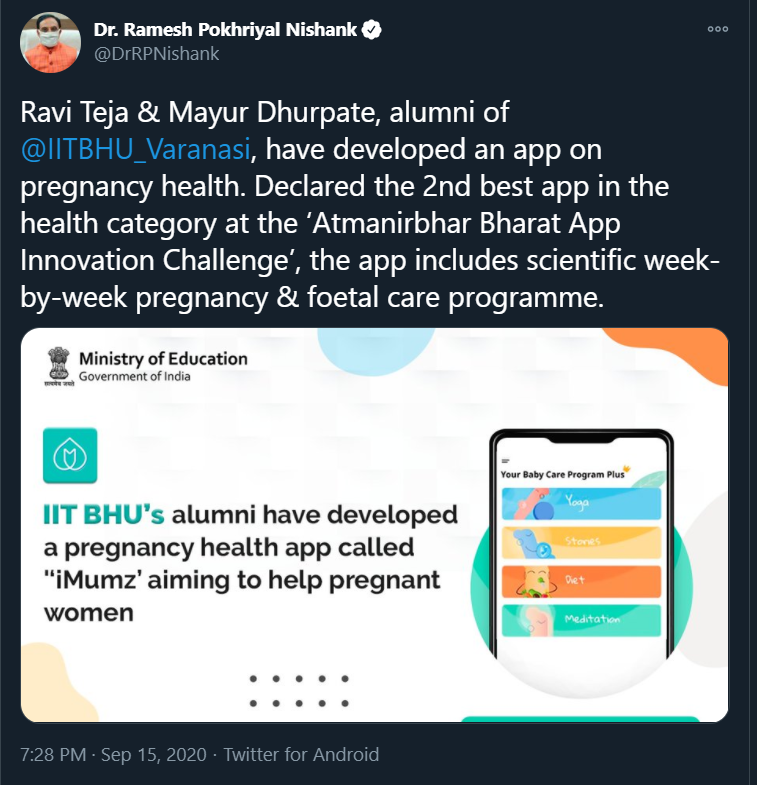 Dr. Ramesh Pokhriyal Nishank
@DrRPNishank
Ravi Teja & Mayur Dhurpate, alumni of
@IITBHU_Varanasi, have developed an app on
pregnancy health. Declared the 2nd best app in the
health category at the ‘Atmanirbhar Bharat App
Innovation Challenge’, the app includes scientific week-
by-week pregnancy & foetal care programme.
Ministry of Education
Government of India
सत्यमेव जयते
IIT BHU’s alumni have developed
a pregnancy health app called
"‘iMumz’ aiming to help pregnant
women
Your Baby Care Program Plus
Yoga
Stories
Diet
Meditation
7:28 PM · Sep 15, 2020 · Twitter for Android